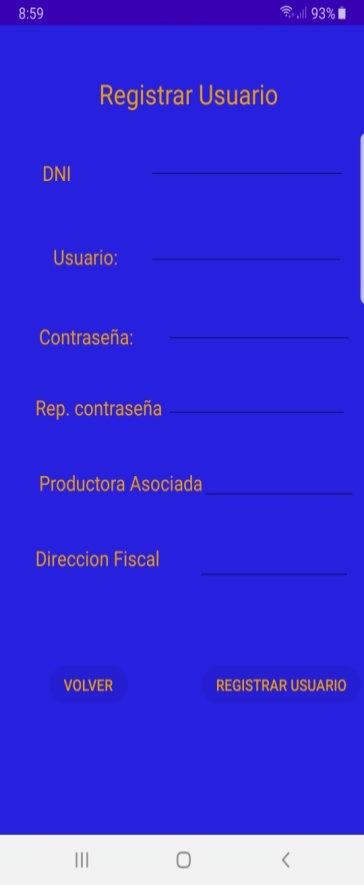 8:59 93%
Registrar Usuario
DNI
Usuario:
Contraseña:
Rep. contraseña
Productora Asociada
Direccion Fiscal
VOLVER REGISTRAR USUARIO